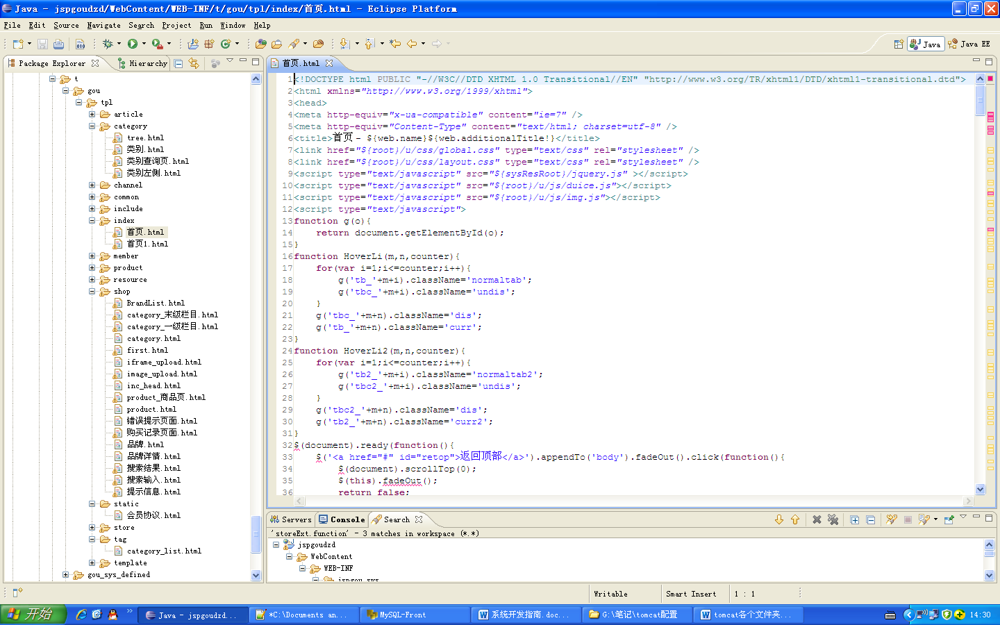 Java - jspgoudzd/WebContent/WEB-INF/t/gou/tpl/index/首页.html - Eclipse Platform
File Edit Source Navigate Search Project Run Window Help
Java
Java EE
Package Explorer
Hierarchy
t
gou
tpl
article
category
tree.html
类别.html
类别查询页.html
类别左侧.html
channel
common
include
index
首页.html
首页1.html
member
product
resource
shop
BrandList.html
category_末级栏目.html
category_一级栏目.html
category.html
first.html
iframe_upload.html
image_upload.html
inc_head.html
product_商品页.html
product.html
错误提示页面.html
购买记录页面.html
品牌.html
品牌详情.html
搜索结果.html
搜索输入.html
提示信息.html
static
会员协议.html
store
tag
category_list.html
template
gou_sys_defined
首页.html
1 <!DOCTYPE html PUBLIC "-//W3C//DTD XHTML 1.0 Transitional//EN" "http://www.w3.org/TR/xhtml1/DTD/xhtml1-transitional.dtd">
2 <html xmlns="http://www.w3.org/1999/xhtml">
3 <head>
4 <meta http-equiv="x-ua-compatible" content="ie=7" />
5 <meta http-equiv="Content-Type" content="text/html; charset=utf-8" />
6 <title>首页 - ${web.name}${web.additionalTitle!}</title>
7 <link href="${root}/u/css/global.css" type="text/css" rel="stylesheet" />
8 <link href="${root}/u/css/layout.css" type="text/css" rel="stylesheet" />
9 <script type="text/javascript" src="${sysResRoot}/jquery.js" ></script>
10 <script type="text/javascript" src="${root}/u/js/duice.js"></script>
11 <script type="text/javascript" src="${root}/u/js/img.js"></script>
12 <script type="text/javascript">
13 function g(o){
14 return document.getElementById(o);
15 }
16 function HoverLi(m,n,counter){
17 for(var i=1;i<=counter;i++){
18 g('tb_'+m+i).className='normaltab';
19 g('tbc_'+m+i).className='undis';
20 }
21 g('tbc_'+m+n).className='dis';
22 g('tb_'+m+n).className='curr';
23 }
24 function HoverLi2(m,n,counter){
25 for(var i=1;i<=counter;i++){
26 g('tb2_'+m+i).className='normaltab2';
27 g('tbc2_'+m+i).className='undis';
28 }
29 g('tbc2_'+m+n).className='dis';
30 g('tb2_'+m+n).className='curr2';
31 }
32 $(document).ready(function(){
33 $('<a href="#" id="retop">返回顶部</a>').appendTo('body').fadeOut().click(function(){
34 $(document).scrollTop(0);
35 $(this).fadeOut();
36 return false;
Servers
Console
Search
'storeExt.function' - 3 matches in workspace (*.*)
jspgoudzd
WebContent
WEB-INF
jspgou_sys
Writable
Smart Insert
1 : 1
开始
Java - jspgoudzd...
*C:\Documents an...
MySQL-Front
系统开发指南.doc...
G:\笔记\tomcat配置
tomcat各个文件夹...
14:30